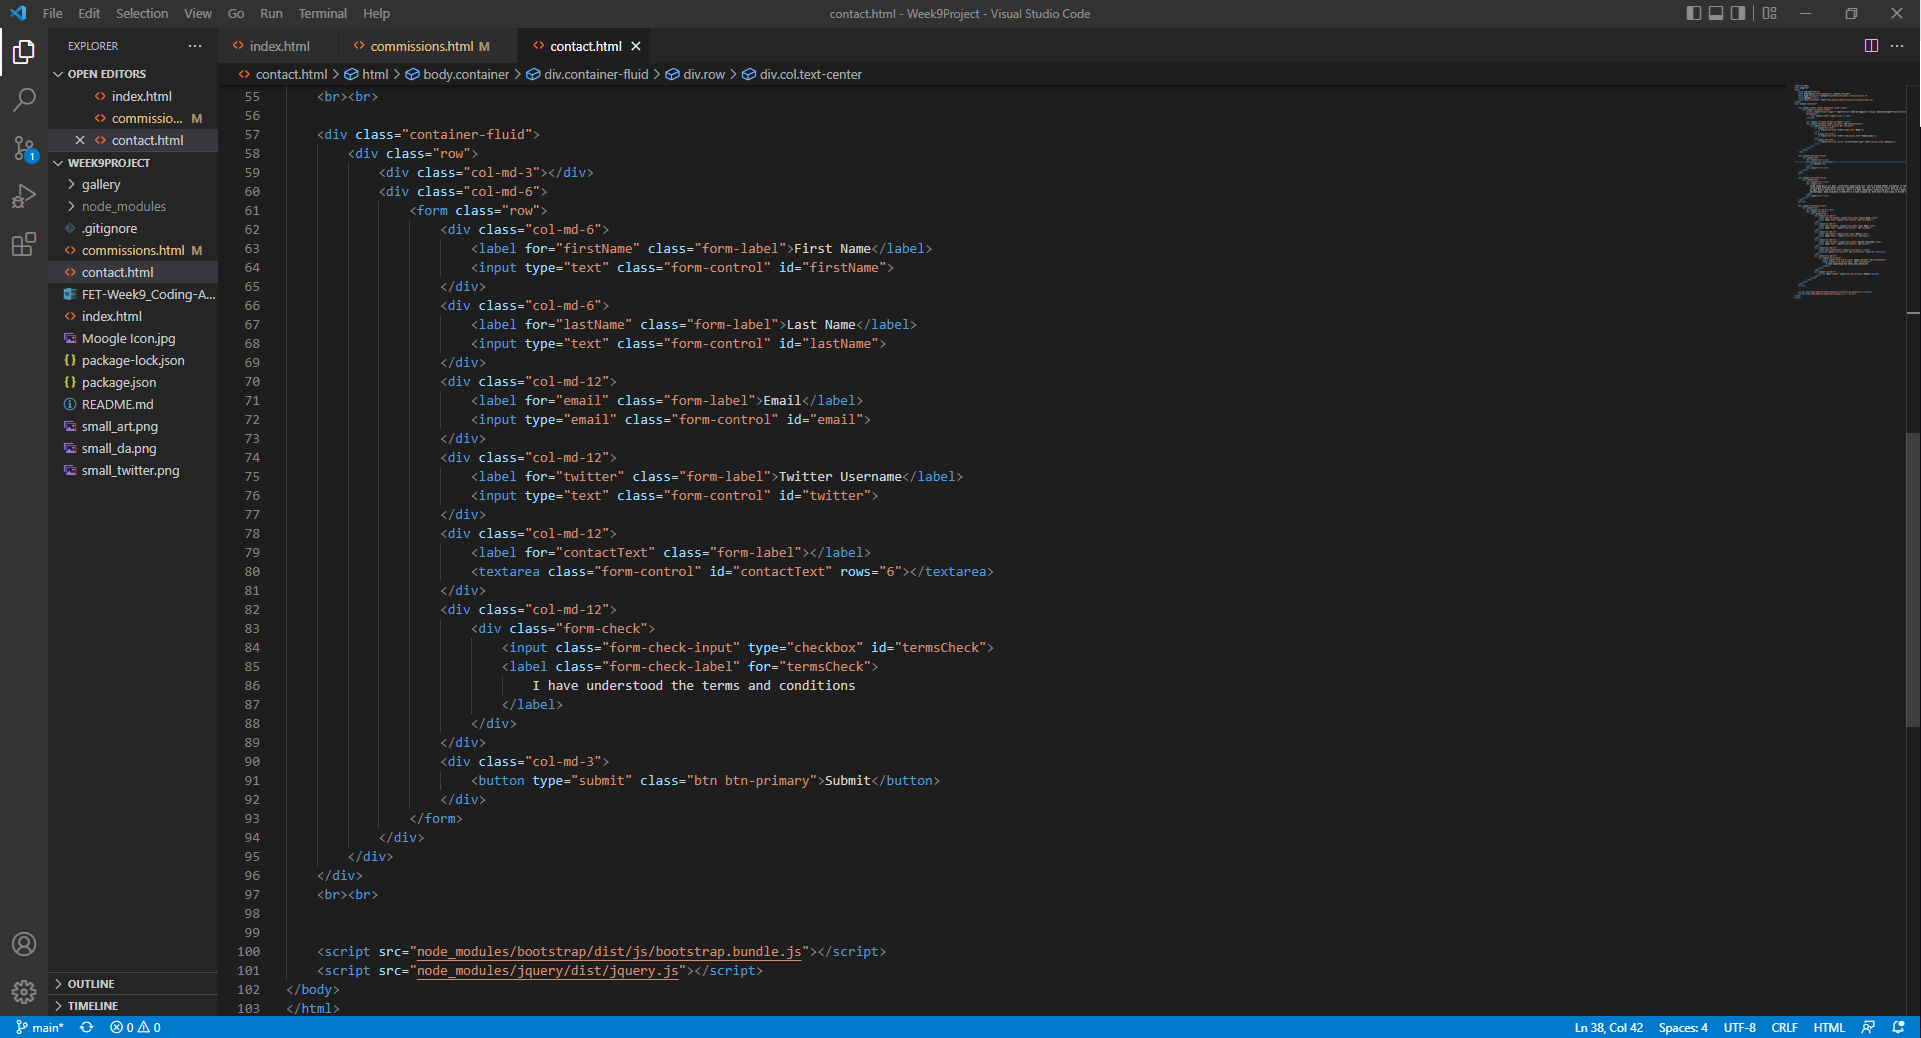 File Edit Selection View Go Run Terminal Help
contact.html - Week9Project - Visual Studio Code
EXPLORER
OPEN EDITORS
index.html
commissio... M
contact.html
WEEK9PROJECT
gallery
node_modules
.gitignore
commissions.html M
contact.html
FET-Week9_Coding-A...
index.html
Moogle Icon.jpg
package-lock.json
package.json
README.md
small_art.png
small_da.png
small_twitter.png
OUTLINE
TIMELINE
1
index.html commissions.html M contact.html
contact.html > html > body.container > div.container-fluid > div.row > div.col.text-center
55 <br><br>
56
57 <div class="container-fluid">
58 <div class="row">
59 <div class="col-md-3"></div>
60 <div class="col-md-6">
61 <form class="row">
62 <div class="col-md-6">
63 <label for="firstName" class="form-label">First Name</label>
64 <input type="text" class="form-control" id="firstName">
65 </div>
66 <div class="col-md-6">
67 <label for="lastName" class="form-label">Last Name</label>
68 <input type="text" class="form-control" id="lastName">
69 </div>
70 <div class="col-md-12">
71 <label for="email" class="form-label">Email</label>
72 <input type="email" class="form-control" id="email">
73 </div>
74 <div class="col-md-12">
75 <label for="twitter" class="form-label">Twitter Username</label>
76 <input type="text" class="form-control" id="twitter">
77 </div>
78 <div class="col-md-12">
79 <label for="contactText" class="form-label"></label>
80 <textarea class="form-control" id="contactText" rows="6"></textarea>
81 </div>
82 <div class="col-md-12">
83 <div class="form-check">
84 <input class="form-check-input" type="checkbox" id="termsCheck">
85 <label class="form-check-label" for="termsCheck">
86 I have understood the terms and conditions
87 </label>
88 </div>
89 </div>
90 <div class="col-md-3">
91 <button type="submit" class="btn btn-primary">Submit</button>
92 </div>
93 </form>
94 </div>
95 </div>
96 </div>
97 <br><br>
98
99
100 <script src="node_modules/bootstrap/dist/js/bootstrap.bundle.js"></script>
101 <script src="node_modules/jquery/dist/jquery.js"></script>
102 </body>
103 </html>
main* 0 0 Ln 38, Col 42 Spaces: 4 UTF-8 CRLF HTML